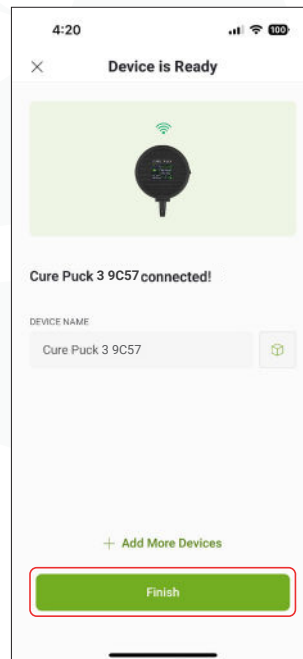 4:20
100
Device is Ready
Cure Puck 3 9C57 connected!
DEVICE NAME
Cure Puck 3 9C57
+ Add More Devices
Finish